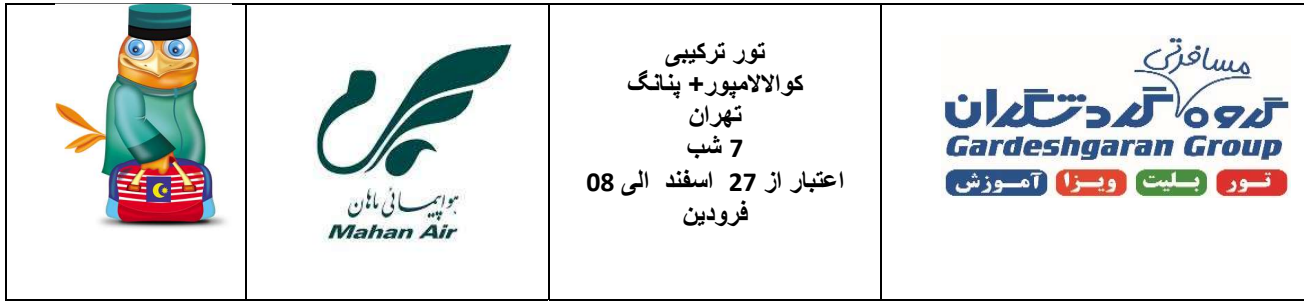 مسافرتی
گروه گردشگران
Gardeshgaran Group
تور بلیت ویزا آموزش
تور ترکیبی
کوالالامپور+ پنانگ
تهران
7 شب
اعتبار از 27 اسفند الی 08
فرودین
هواپیمائی ماهان
Mahan Air